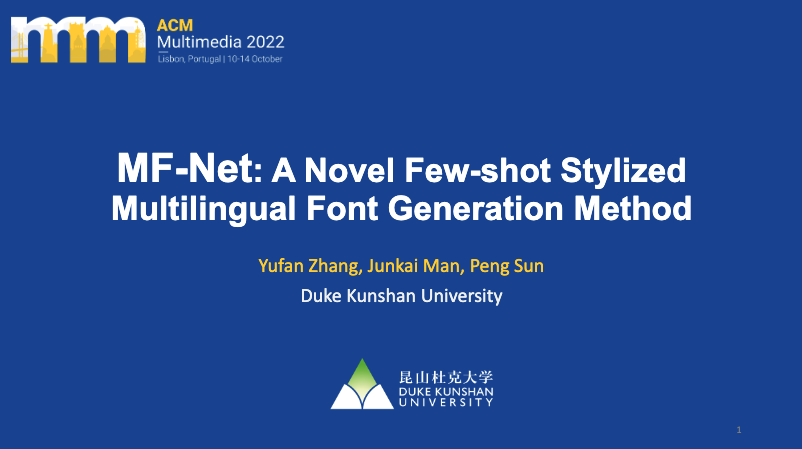 mm
ACM
Multimedia 2022
Lisbon, Portugal | 10-14 October
MF-Net: A Novel Few-shot Stylized
Multilingual Font Generation Method
Yufan Zhang, Junkai Man, Peng Sun
Duke Kunshan University
昆山杜克大学
DUKE KUNSHAN
UNIVERSITY
1